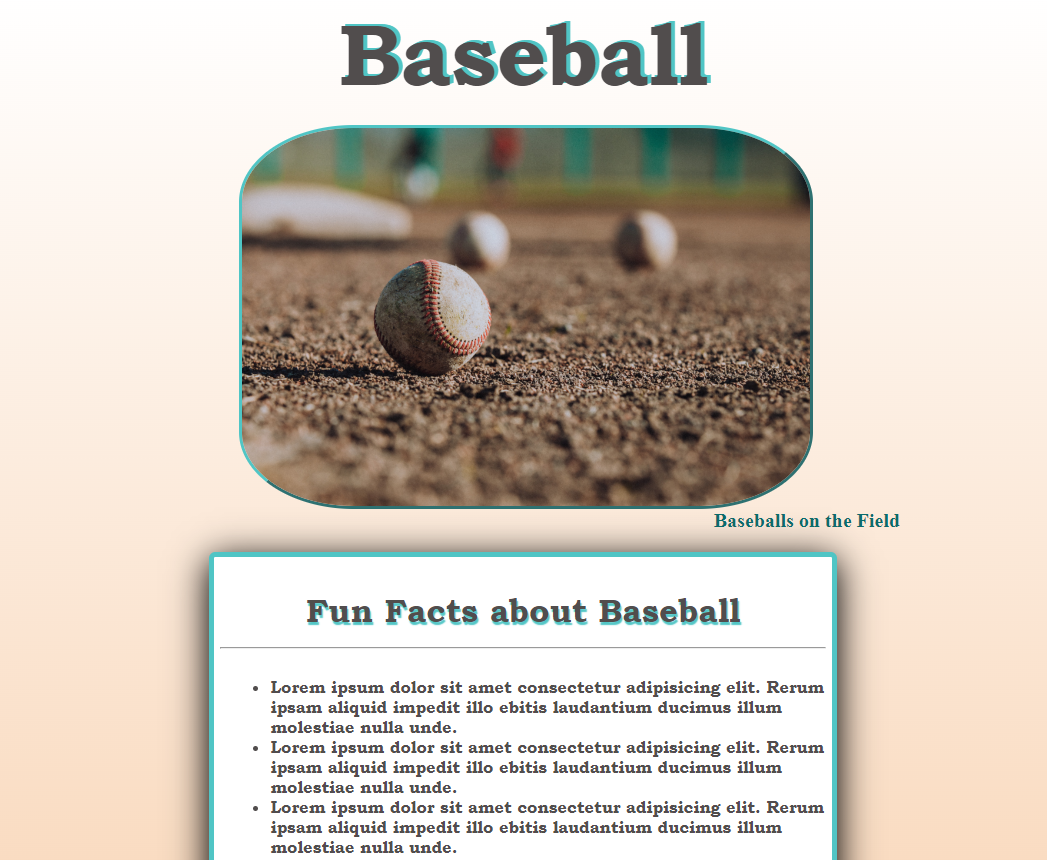 Baseball
Baseballs on the Field
Fun Facts about Baseball
Lorem ipsum dolor sit amet consectetur adipisicing elit. Rerum
ipsam aliquid impedit illo ebitis laudantium ducimus illum
molestiae nulla unde.
Lorem ipsum dolor sit amet consectetur adipisicing elit. Rerum
ipsam aliquid impedit illo ebitis laudantium ducimus illum
molestiae nulla unde.
Lorem ipsum dolor sit amet consectetur adipisicing elit. Rerum
ipsam aliquid impedit illo ebitis laudantium ducimus illum
molestiae nulla unde.